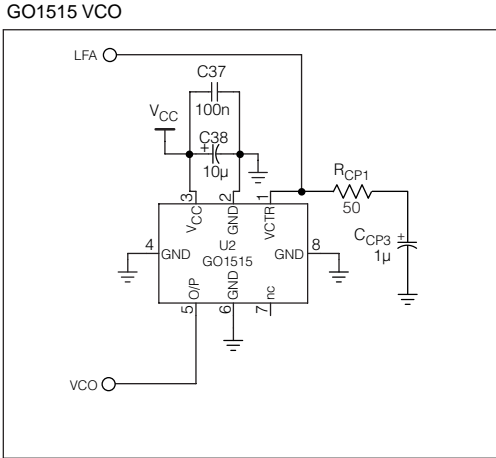 GO1515 VCO
LFA
C37
100n
VCC
C38
+
10µ
RCP1
50
3
2
1
VCC
GND
VCTR
CCP3
+
1µ
4
GND
U2
GO1515
GND
8
O/P
GND
nc
5
6
7
VCO